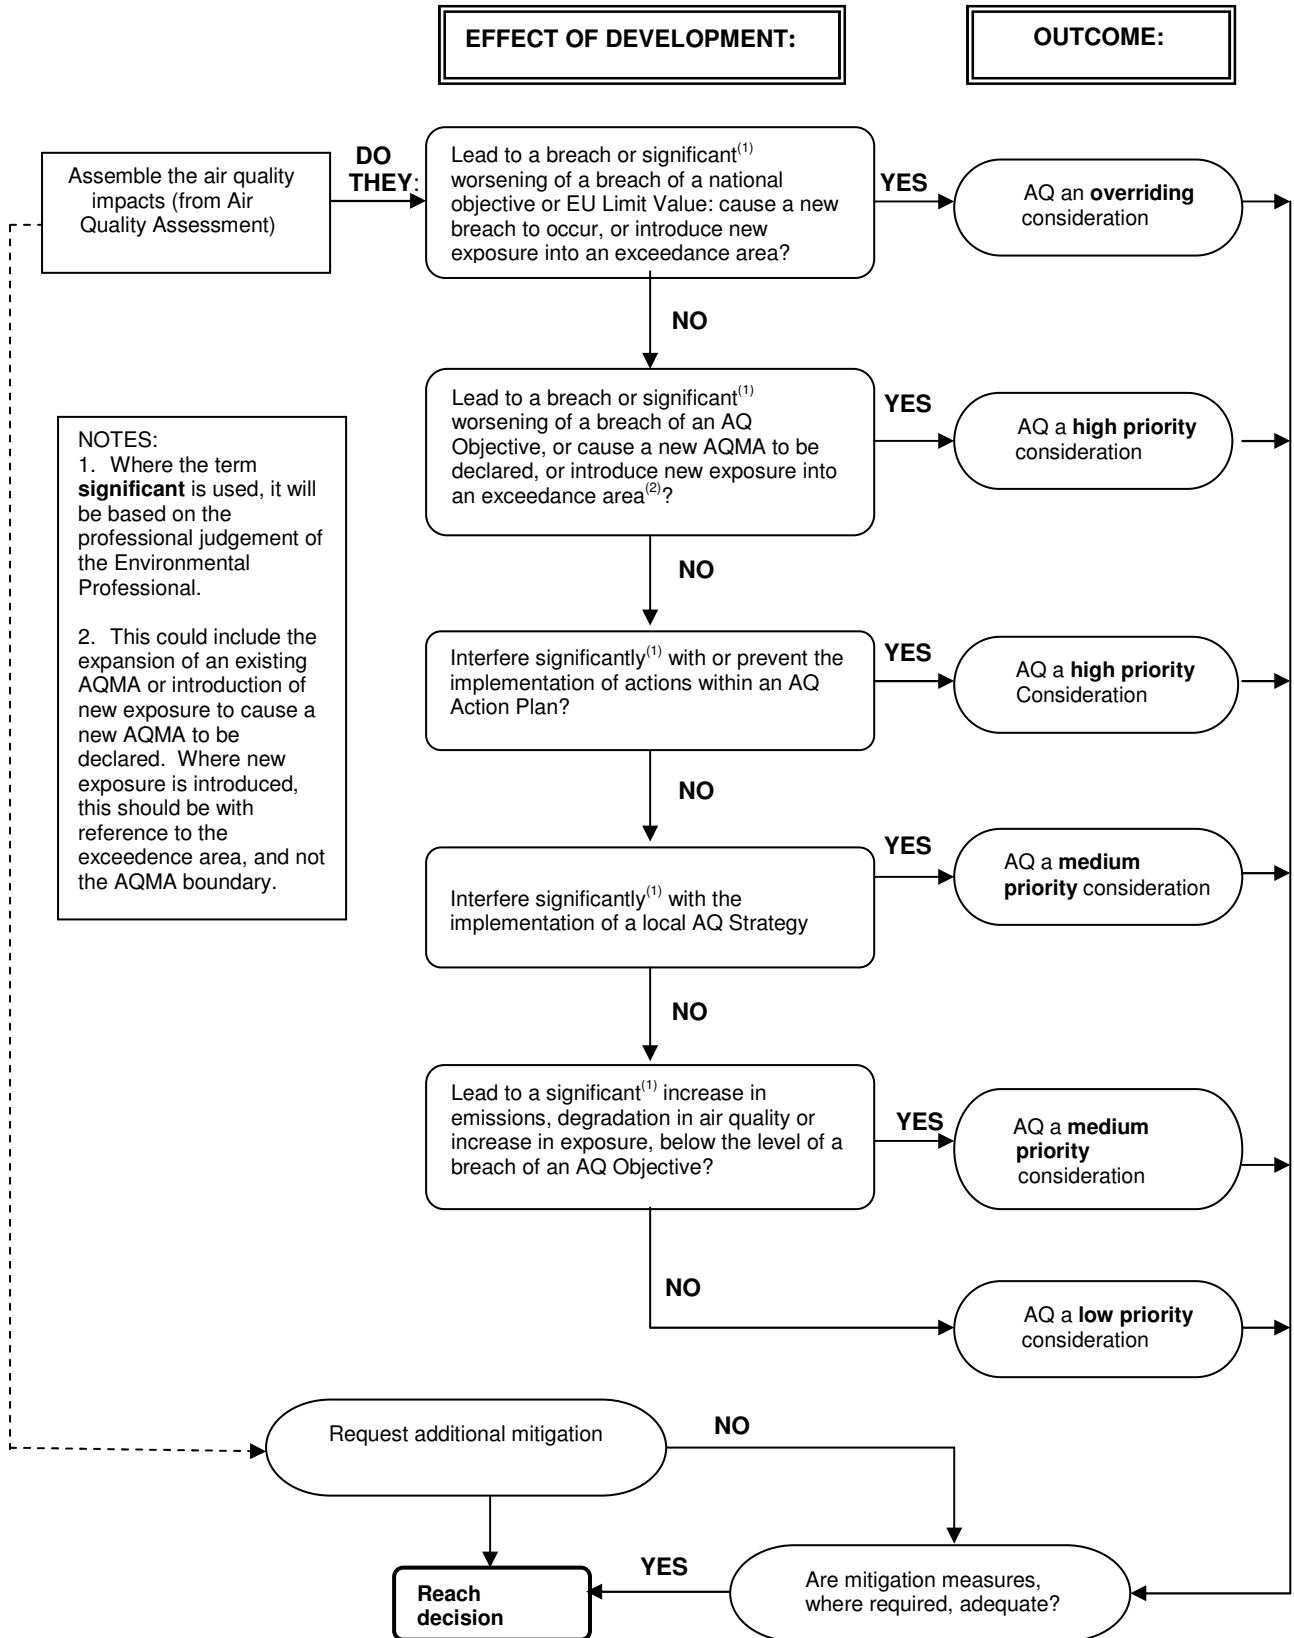 EFFECT OF DEVELOPMENT:
OUTCOME:
Assemble the air quality
impacts (from Air
Quality Assessment)
DO
THEY:
Lead to a breach or significant(1)
worsening of a breach of a national
objective or EU Limit Value: cause a new
breach to occur, or introduce new
exposure into an exceedance area?
YES
AQ an overriding
consideration
NO
Lead to a breach or significant(1)
worsening of a breach of an AQ
Objective, or cause a new AQMA to be
declared, or introduce new exposure into
an exceedance area(2)?
YES
AQ a high priority
consideration
NOTES:
1. Where the term
significant is used, it will
be based on the
professional judgement of
the Environmental
Professional.
2. This could include the
expansion of an existing
AQMA or introduction of
new exposure to cause a
new AQMA to be
declared. Where new
exposure is introduced,
this should be with
reference to the
exceedence area, and not
the AQMA boundary.
NO
Interfere significantly(1) with or prevent the
implementation of actions within an AQ
Action Plan?
YES
AQ a high priority
Consideration
NO
Interfere significantly(1) with the
implementation of a local AQ Strategy
YES
AQ a medium
priority consideration
NO
Lead to a significant(1) increase in
emissions, degradation in air quality or
increase in exposure, below the level of a
breach of an AQ Objective?
YES
AQ a medium
priority
consideration
NO
AQ a low priority
consideration
Request additional mitigation
NO
Are mitigation measures,
where required, adequate?
YES
Reach
decision